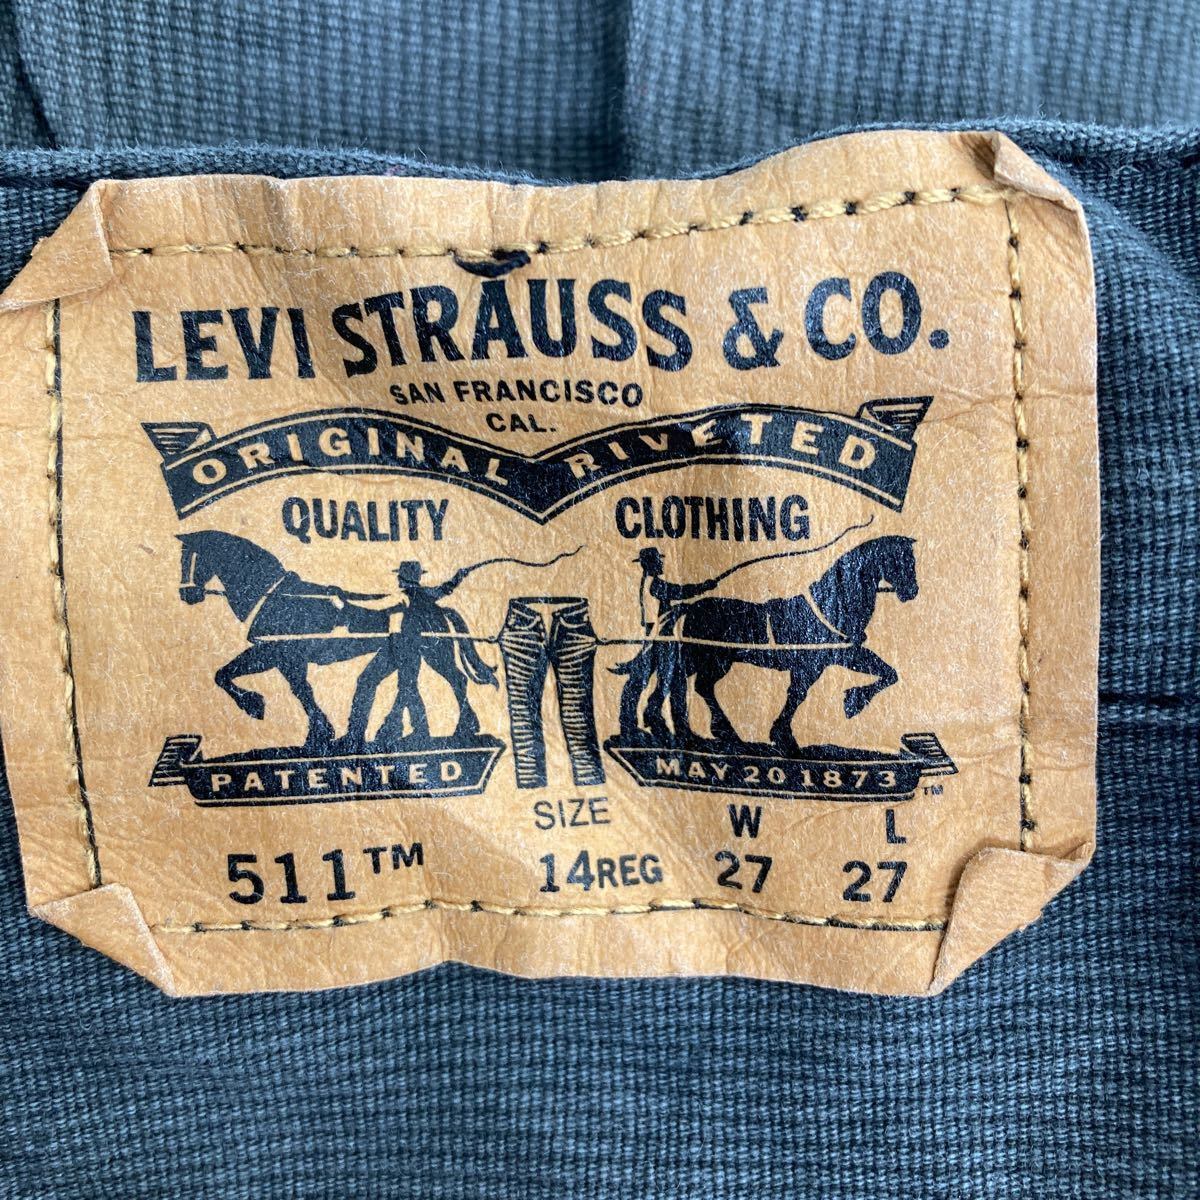 LEVI STRAUSS & CO.
SAN FRANCISCO
CAL.
ORIGINAL RIVETED
QUALITY CLOTHING
PATENTED MAY 20 1873 ™
SIZE W L
511™ 14REG 27 27